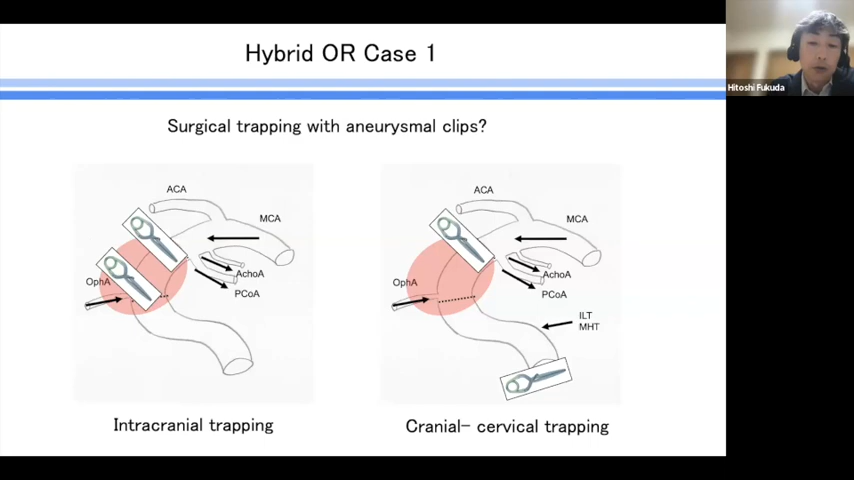 Hybrid OR Case 1
Hitoshi Fukuda
Surgical trapping with aneurysmal clips?
ACA
MCA
OphA
AchoA
PCoA
Intracranial trapping
ACA
MCA
OphA
AchoA
PCoA
ILT
MHT
Cranial- cervical trapping